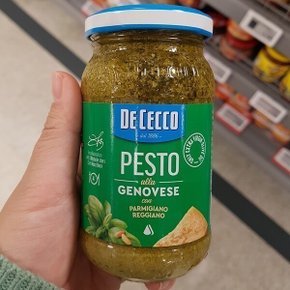 DE CECCO
dal 1886
PESTO
alla
GENOVESE
con
PARMIGIANO
REGGIANO